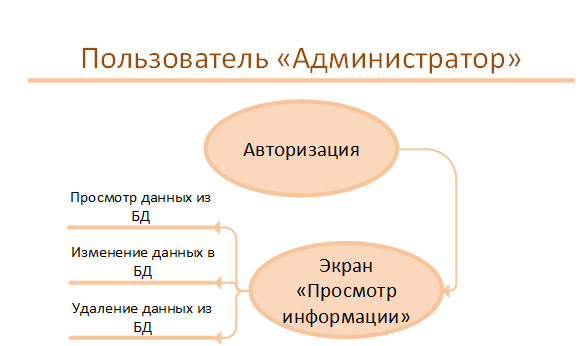 Пользователь «Администратор»
Авторизация
Просмотр данных из
БД
Изменение данных в
БД
Удаление данных из
БД
Экран
«Просмотр
информации»